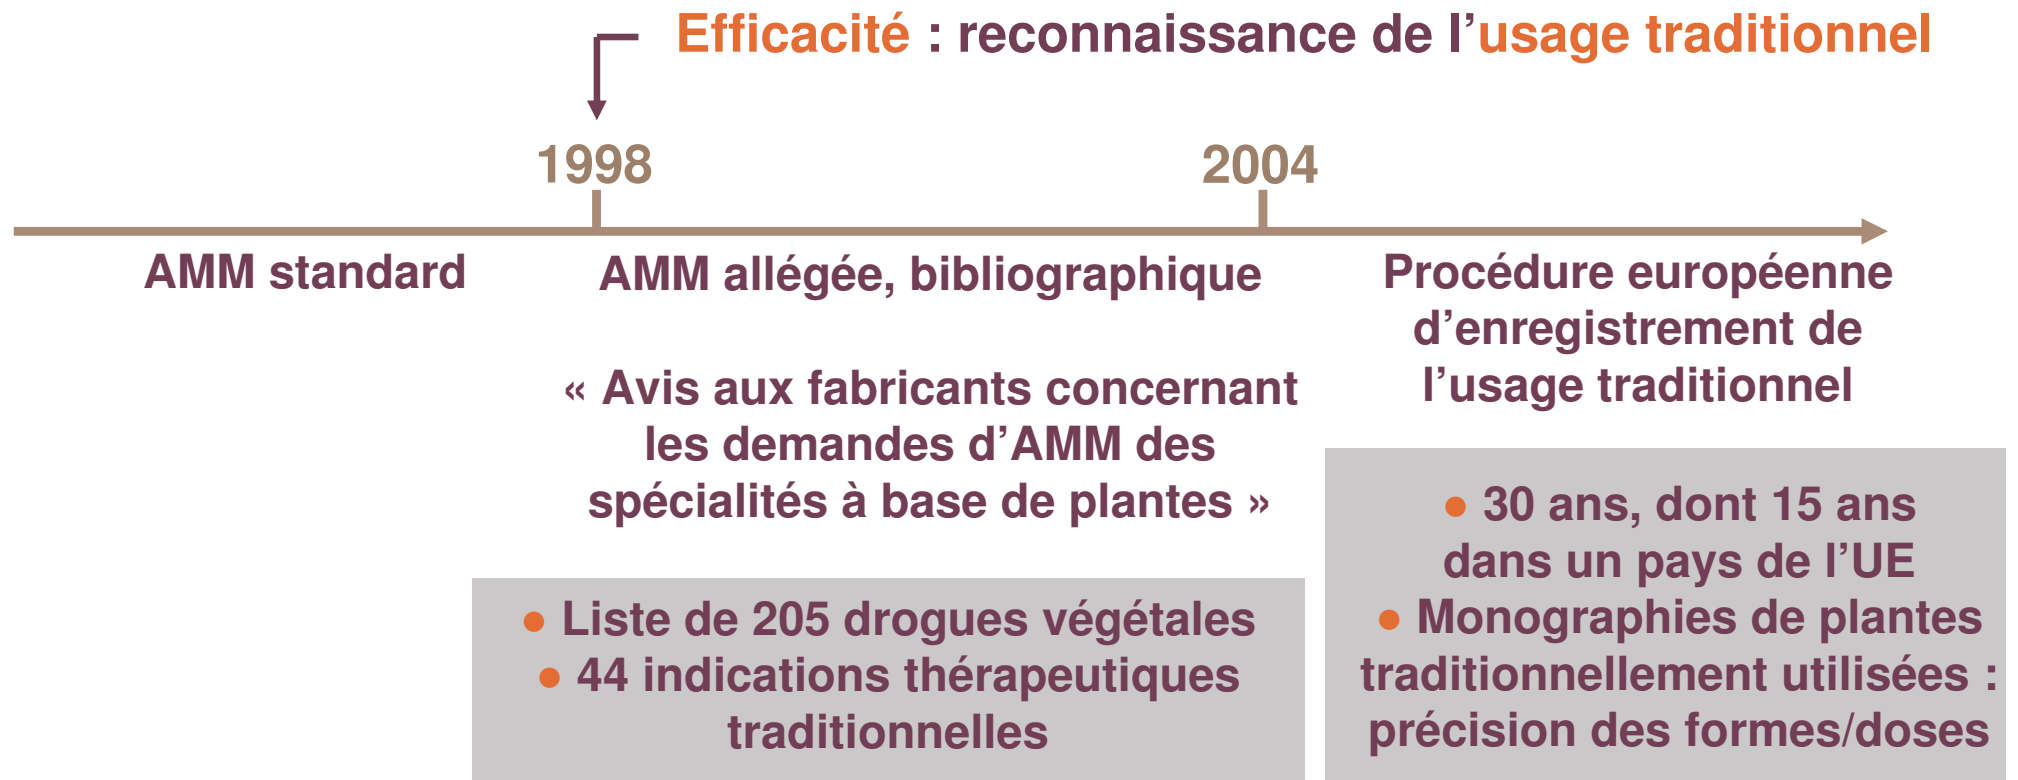 Efficacité : reconnaissance de l’usage traditionnel
1998
2004
AMM standard
AMM allégée, bibliographique
« Avis aux fabricants concernant
les demandes d’AMM des
spécialités à base de plantes »
● Liste de 205 drogues végétales
● 44 indications thérapeutiques
traditionnelles
Procédure européenne
d’enregistrement de
l’usage traditionnel
● 30 ans, dont 15 ans
dans un pays de l’UE
● Monographies de plantes
traditionnellement utilisées :
précision des formes/doses